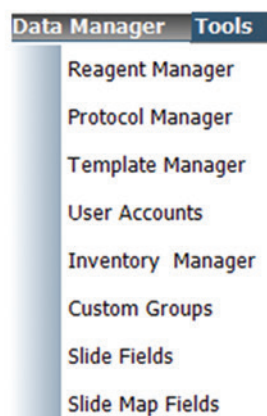 Data Manager Tools
Reagent Manager
Protocol Manager
Template Manager
User Accounts
Inventory Manager
Custom Groups
Slide Fields
Slide Map Fields